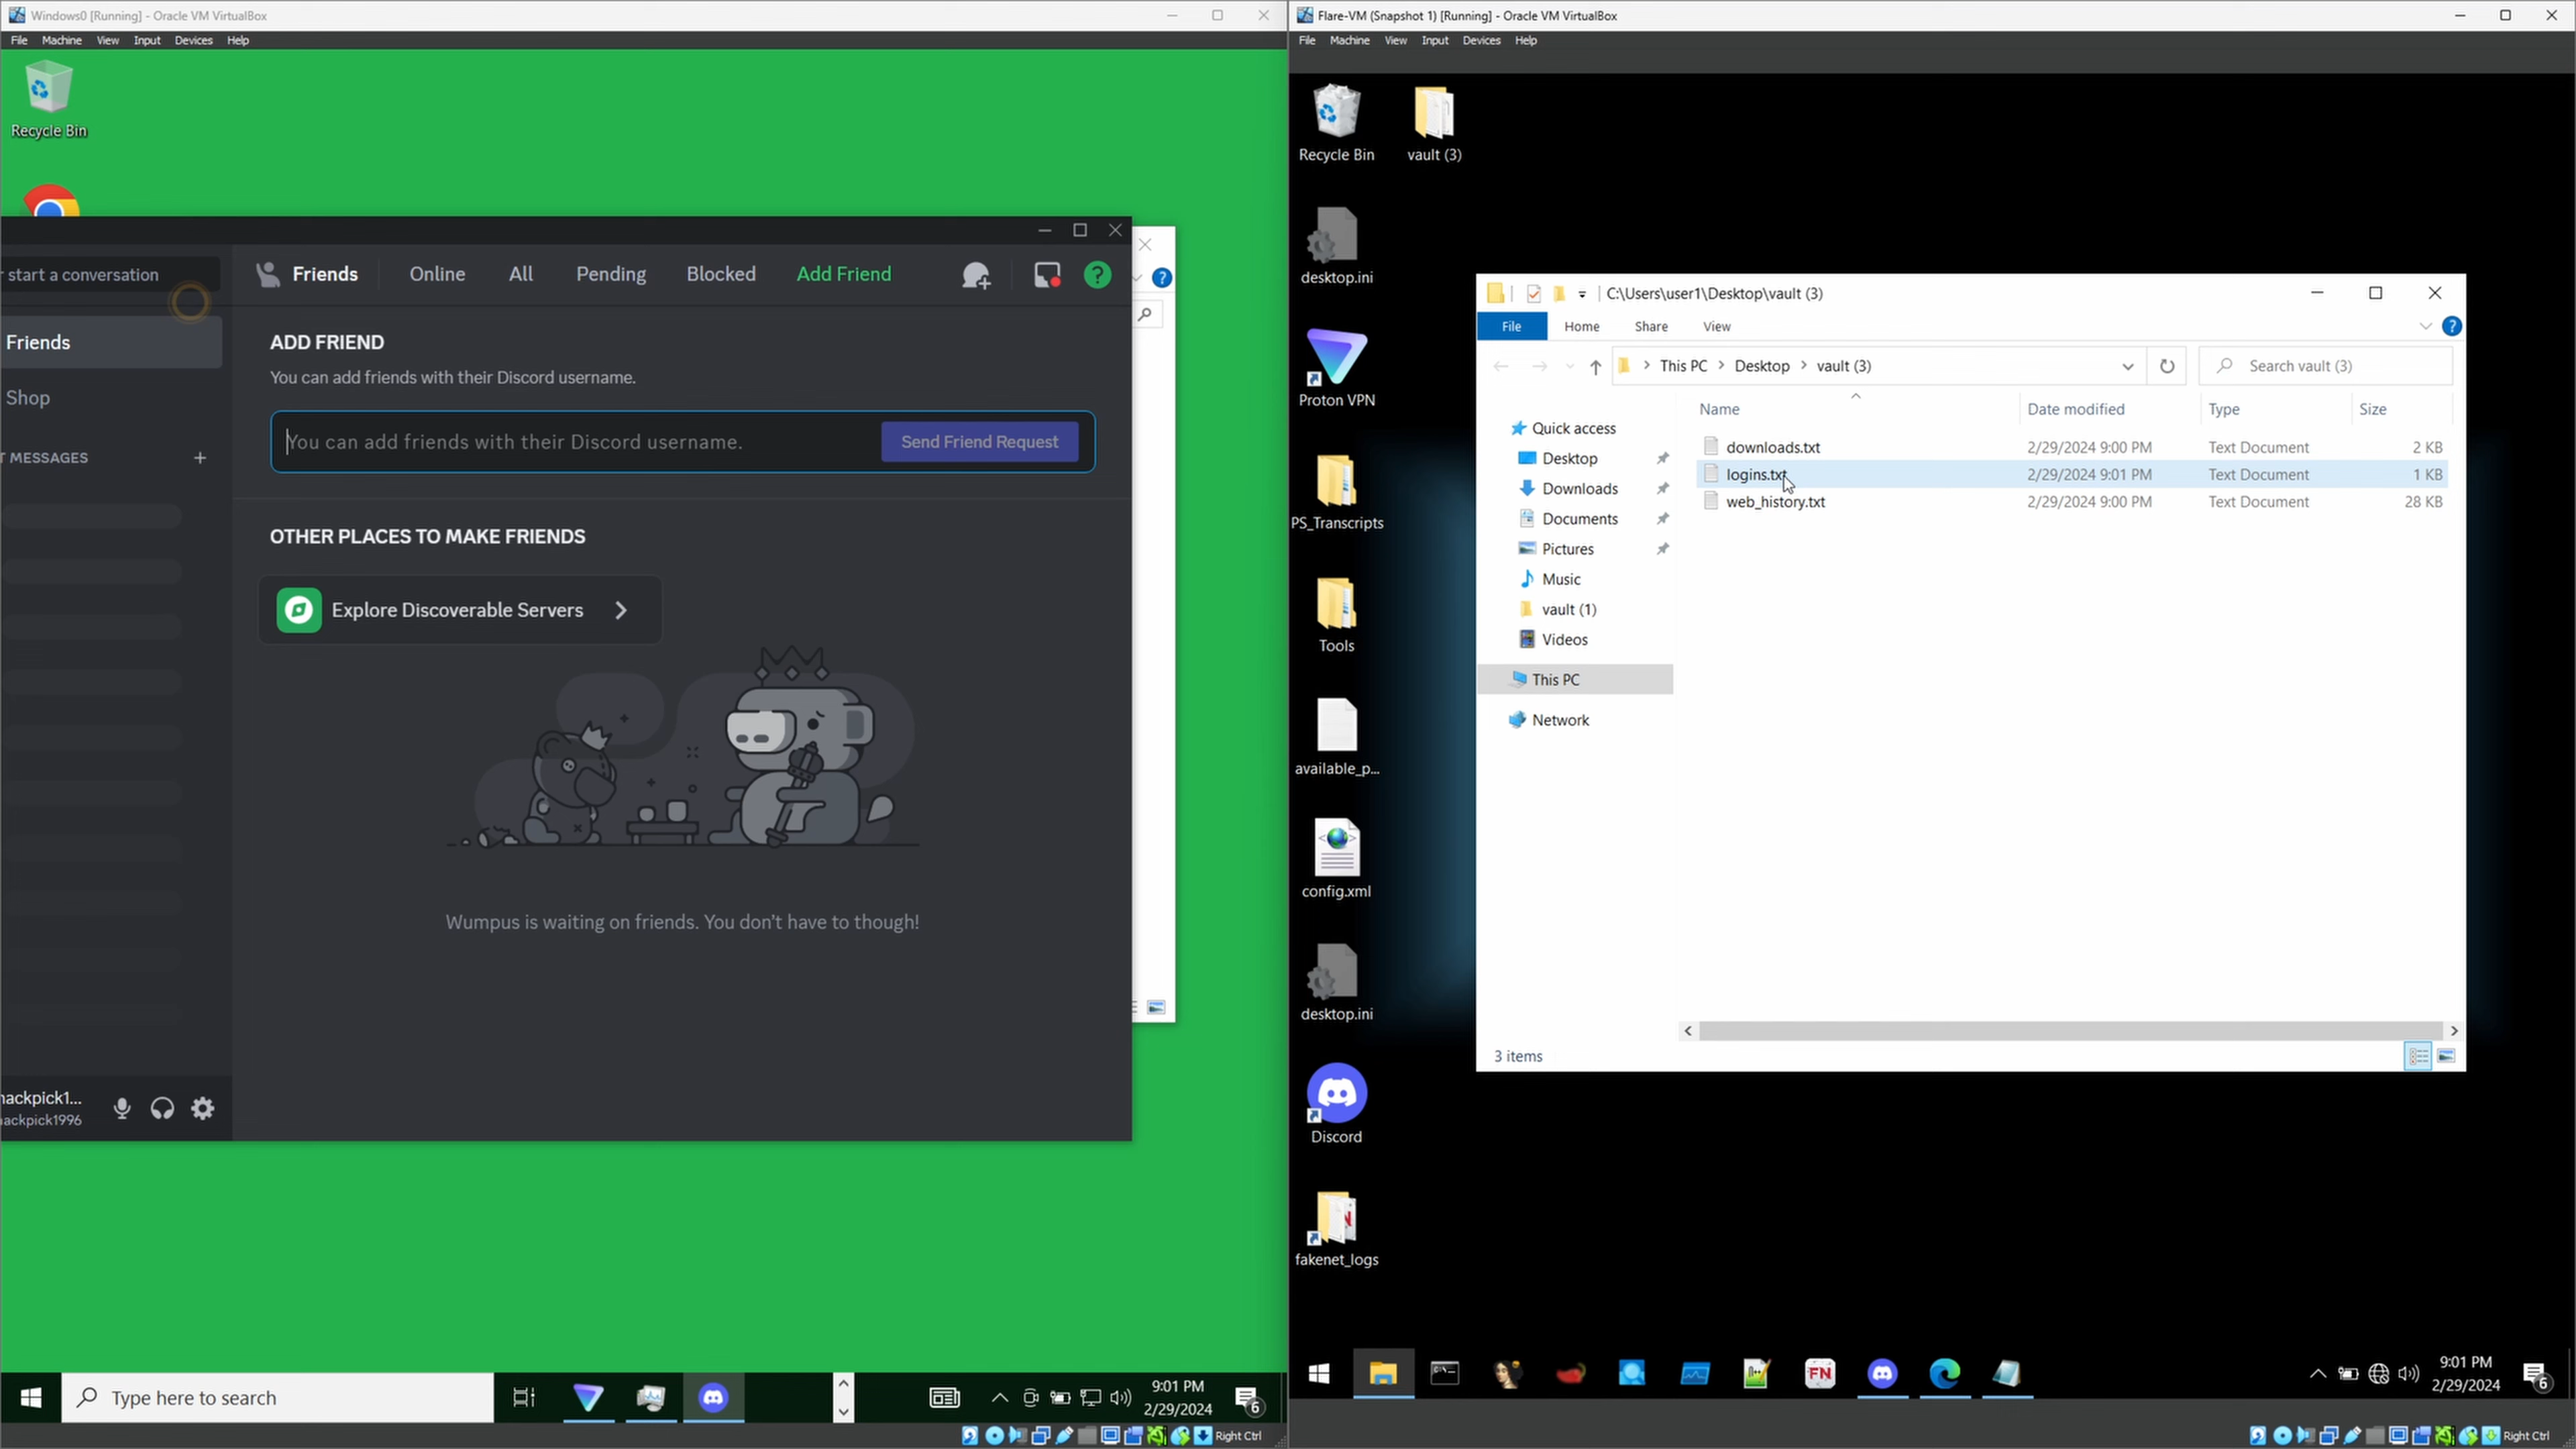 Windows0 [Running] - Oracle VM VirtualBox
File Machine View Input Devices Help
Recycle Bin
start a conversation
Friends
Shop
MESSAGES
Friends Online All Pending Blocked Add Friend
ADD FRIEND
You can add friends with their Discord username.
You can add friends with their Discord username.
Send Friend Request
OTHER PLACES TO MAKE FRIENDS
Explore Discoverable Servers
Wumpus is waiting on friends. You don't have to though!
hackpick1...
ackpick1996
Type here to search
9:01 PM
2/29/2024
6
Right Ctrl
Flare-VM (Snapshot 1) [Running] - Oracle VM VirtualBox
File Machine View Input Devices Help
Recycle Bin
vault (3)
desktop.ini
Proton VPN
PS_Transcripts
Tools
available_p...
config.xml
desktop.ini
Discord
fakenet_logs
C:\Users\user1\Desktop\vault (3)
File Home Share View
This PC > Desktop > vault (3)
Search vault (3)
Quick access
Desktop
Downloads
Documents
Pictures
Music
vault (1)
Videos
This PC
Network
Name Date modified Type Size
downloads.txt 2/29/2024 9:00 PM Text Document 2 KB
logins.txt 2/29/2024 9:01 PM Text Document 1 KB
web_history.txt 2/29/2024 9:00 PM Text Document 28 KB
3 items
FN
9:01 PM
2/29/2024
6
Right Ctrl